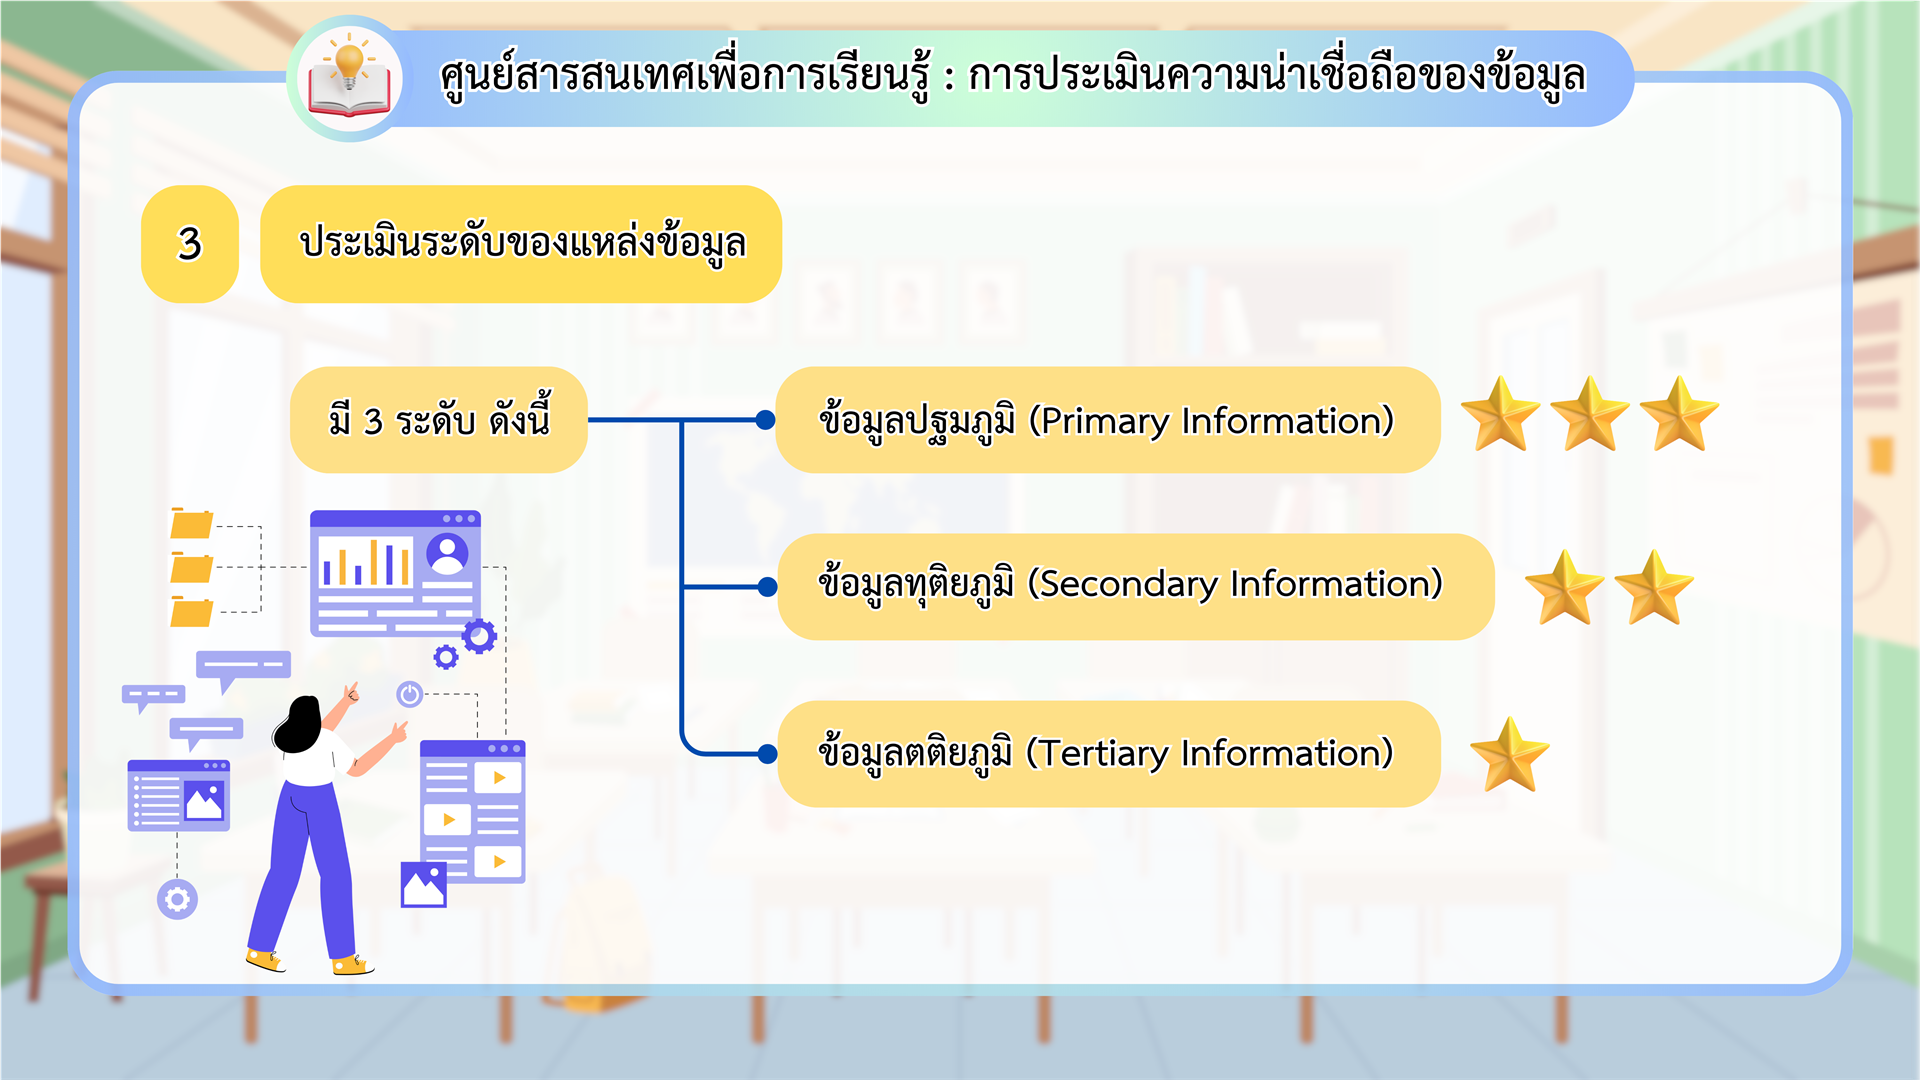 ศูนย์สารสนเทศเพื่อการเรียนรู้ : การประเมินความน่าเชื่อถือของข้อมูล
3
ประเมินระดับของแหล่งข้อมูล
มี 3 ระดับ ดังนี้
ข้อมูลปฐมภูมิ (Primary Information)
ข้อมูลทุติยภูมิ (Secondary Information)
ข้อมูลตติยภูมิ (Tertiary Information)